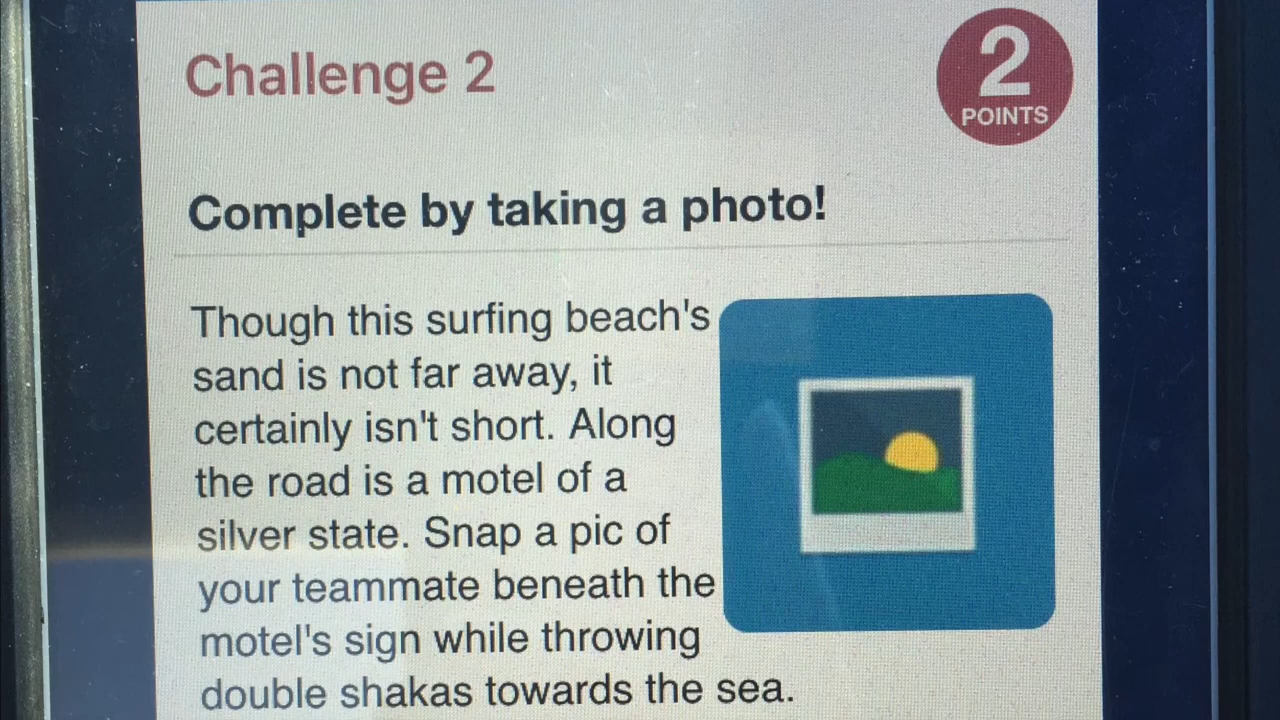 Challenge 2
2
POINTS
Complete by taking a photo!
Though this surfing beach's
sand is not far away, it
certainly isn't short. Along
the road is a motel of a
silver state. Snap a pic of
your teammate beneath the
motel's sign while throwing
double shakas towards the sea.